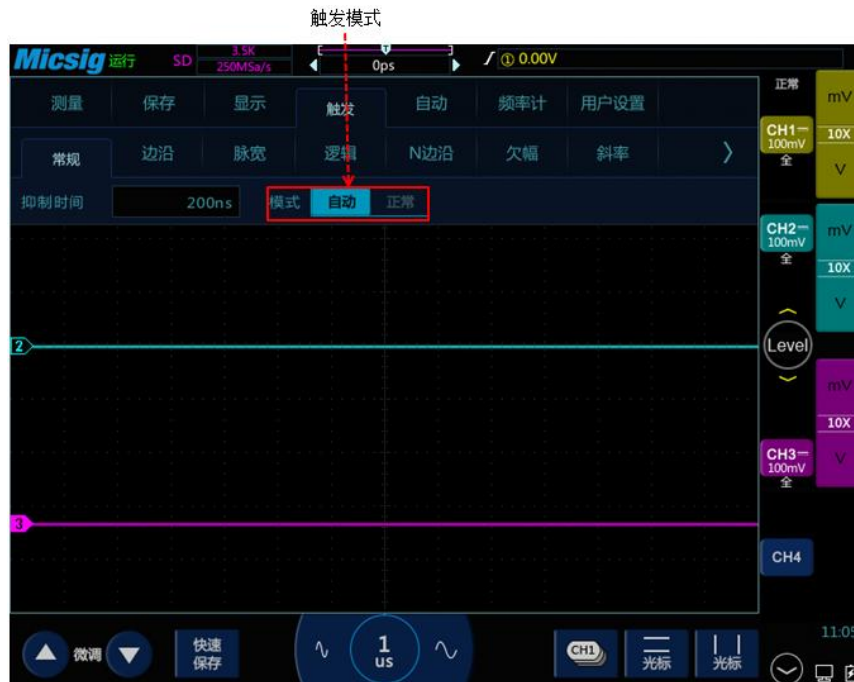 触发模式
Micsig 运行 SD 3.5K 250MSa/s 0ps T ① 0.00V
测量 保存 显示 触发 自动 频率计 用户设置
常规 边沿 脉宽 逻辑 N边沿 欠幅 斜率
抑制时间 200ns 模式 自动 正常
正常
CH1
100mV
全
mV
10X
V
CH2
100mV
全
mV
10X
V
2
Level
3
CH3
100mV
全
mV
10X
V
CH4
微调 快速保存 1 us CH1 光标 光标
11:05